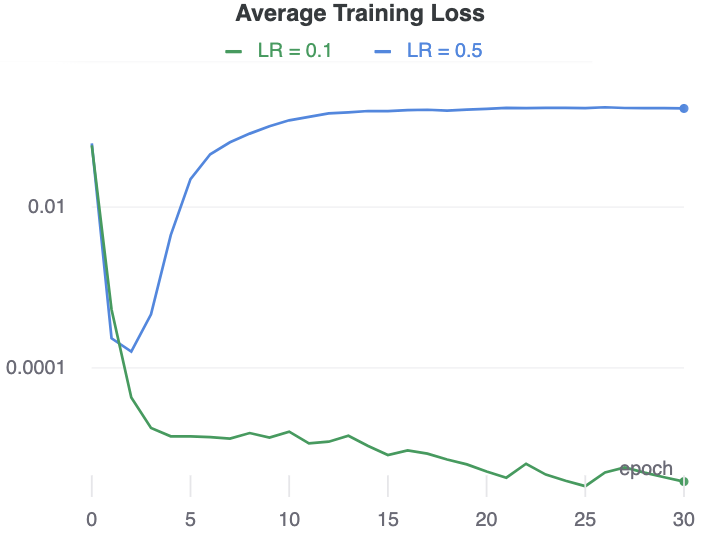 Average Training Loss
LR = 0.1 LR = 0.5
0.01
0.0001
epoch
0 5 10 15 20 25 30